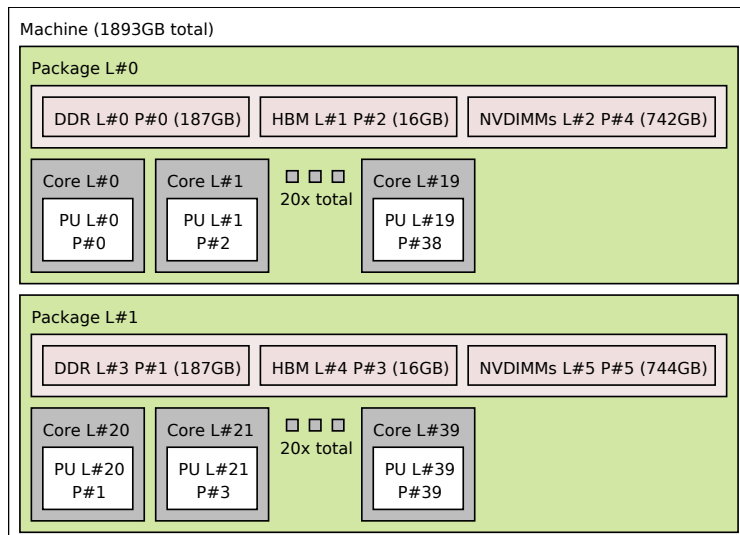 Machine (1893GB total)
Package L#0
DDR L#0 P#0 (187GB) HBM L#1 P#2 (16GB) NVDIMMs L#2 P#4 (742GB)
Core L#0 Core L#1 Core L#19
20x total
PU L#0 PU L#1 PU L#19
P#0 P#2 P#38
Package L#1
DDR L#3 P#1 (187GB) HBM L#4 P#3 (16GB) NVDIMMs L#5 P#5 (744GB)
Core L#20 Core L#21 Core L#39
20x total
PU L#20 PU L#21 PU L#39
P#1 P#3 P#39